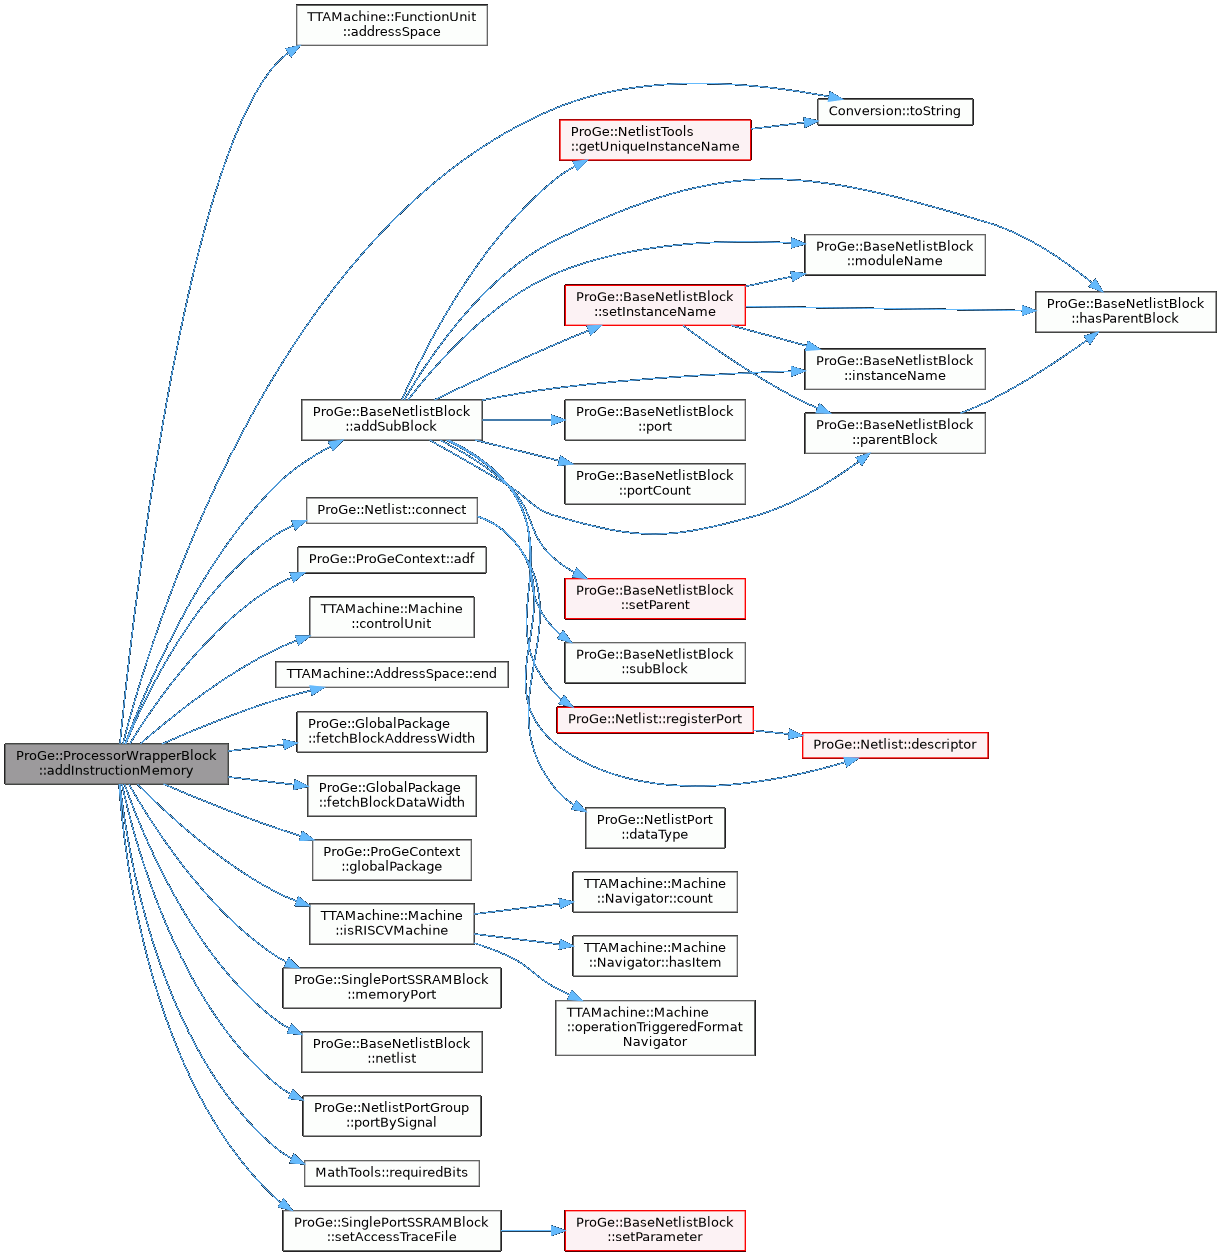 TTAMachine::FunctionUnit
::addressSpace
Conversion::toString
ProGe::NetlistTools
::getUniqueInstanceName
ProGe::BaseNetlistBlock
::moduleName
ProGe::BaseNetlistBlock
::setInstanceName
ProGe::BaseNetlistBlock
::hasParentBlock
ProGe::BaseNetlistBlock
::instanceName
ProGe::BaseNetlistBlock
::addSubBlock
ProGe::BaseNetlistBlock
::port
ProGe::BaseNetlistBlock
::parentBlock
ProGe::BaseNetlistBlock
::portCount
ProGe::Netlist::connect
ProGe::ProGeContext::adf
ProGe::BaseNetlistBlock
::setParent
TTAMachine::Machine
::controlUnit
ProGe::BaseNetlistBlock
::subBlock
TTAMachine::AddressSpace::end
ProGe::Netlist::registerPort
ProGe::GlobalPackage
::fetchBlockAddressWidth
ProGe::Netlist::descriptor
ProGe::ProcessorWrapperBlock
::addInstructionMemory
ProGe::GlobalPackage
::fetchBlockDataWidth
ProGe::NetlistPort
::dataType
ProGe::ProGeContext
::globalPackage
TTAMachine::Machine
::Navigator::count
TTAMachine::Machine
::isRISCVMachine
TTAMachine::Machine
::Navigator::hasItem
ProGe::SinglePortSSRAMBlock
::memoryPort
TTAMachine::Machine
::operationTriggeredFormat
Navigator
ProGe::BaseNetlistBlock
::netlist
ProGe::NetlistPortGroup
::portBySignal
MathTools::requiredBits
ProGe::SinglePortSSRAMBlock
::setAccessTraceFile
ProGe::BaseNetlistBlock
::setParameter